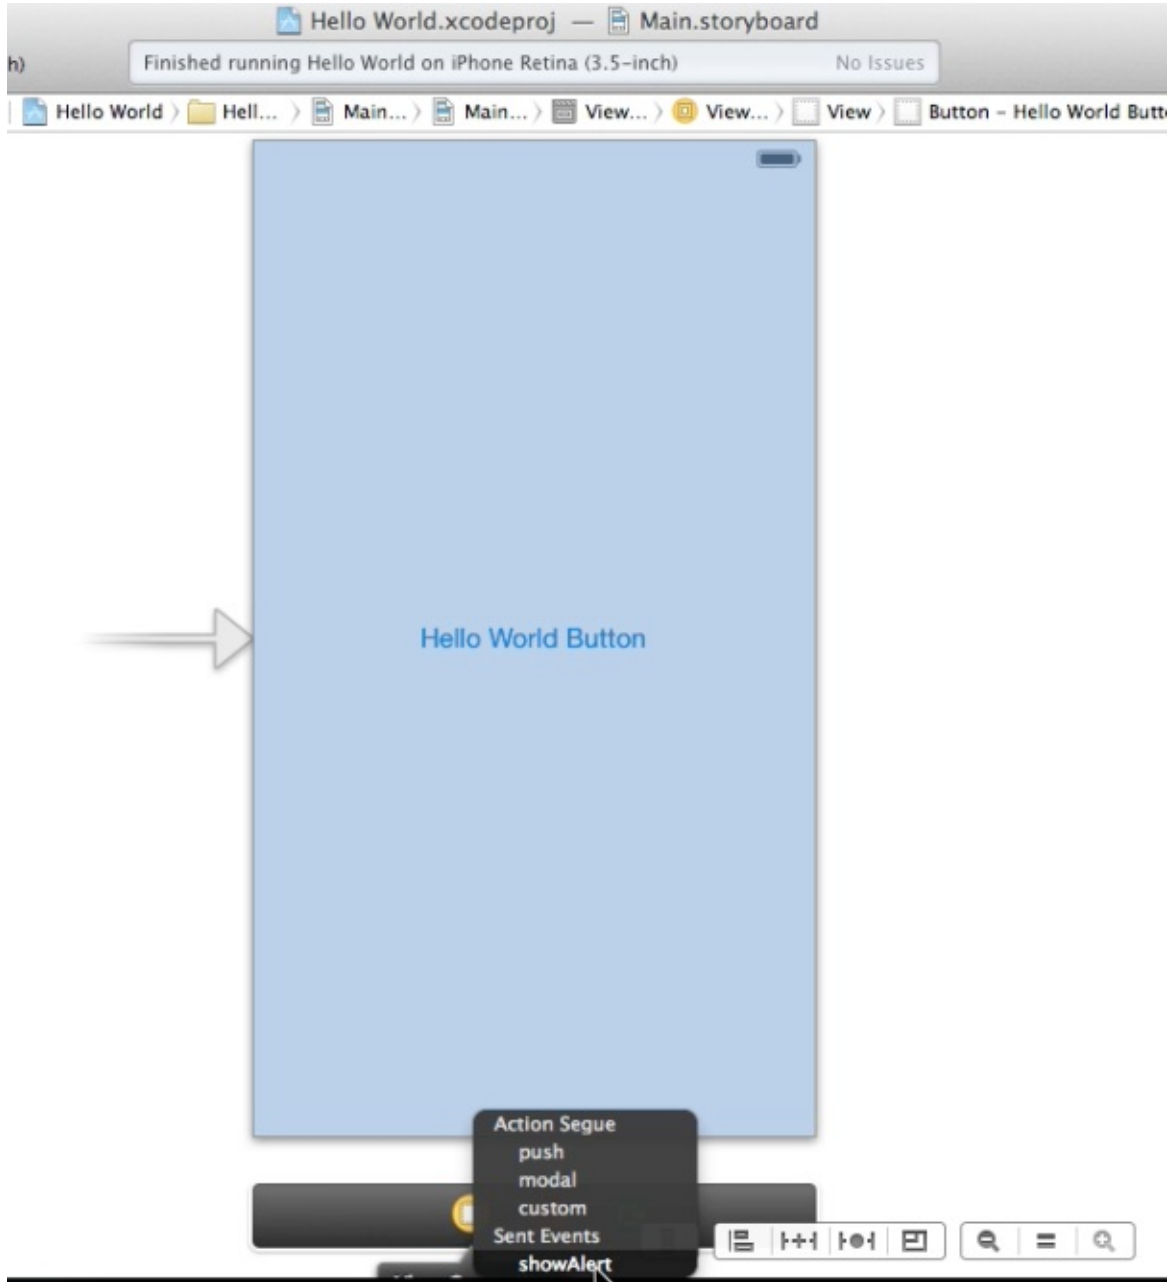 Hello World.xcodeproj — Main.storyboard
h)
Finished running Hello World on iPhone Retina (3.5-inch) No Issues
Hello World Hell... Main... Main... View... View... View Button – Hello World Butt
Hello World Button
Action Segue
push
modal
custom
Sent Events
showAlert